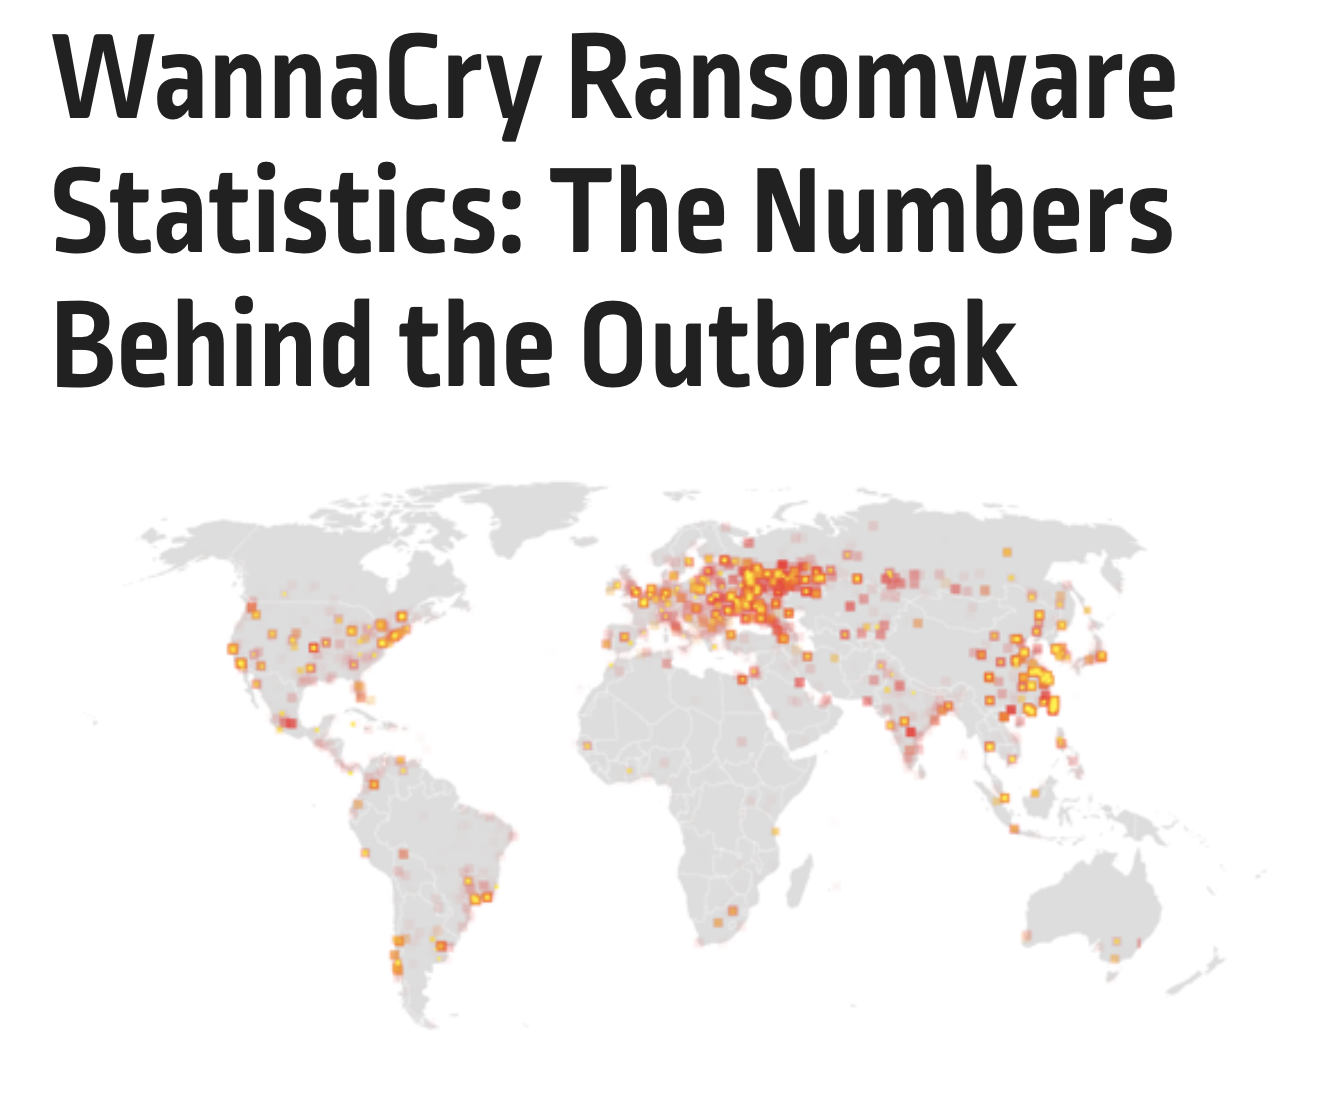 WannaCry Ransomware
Statistics: The Numbers
Behind the Outbreak